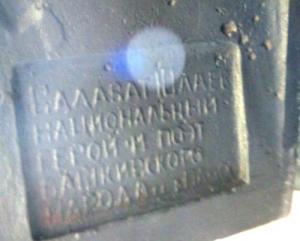 САЛАВАТ ЮЛАЕВ
НАЦИОНАЛЬНЫЙ
ГЕРОЙ И ПОЭТ
БАШКИРСКОГО
НАРОДА